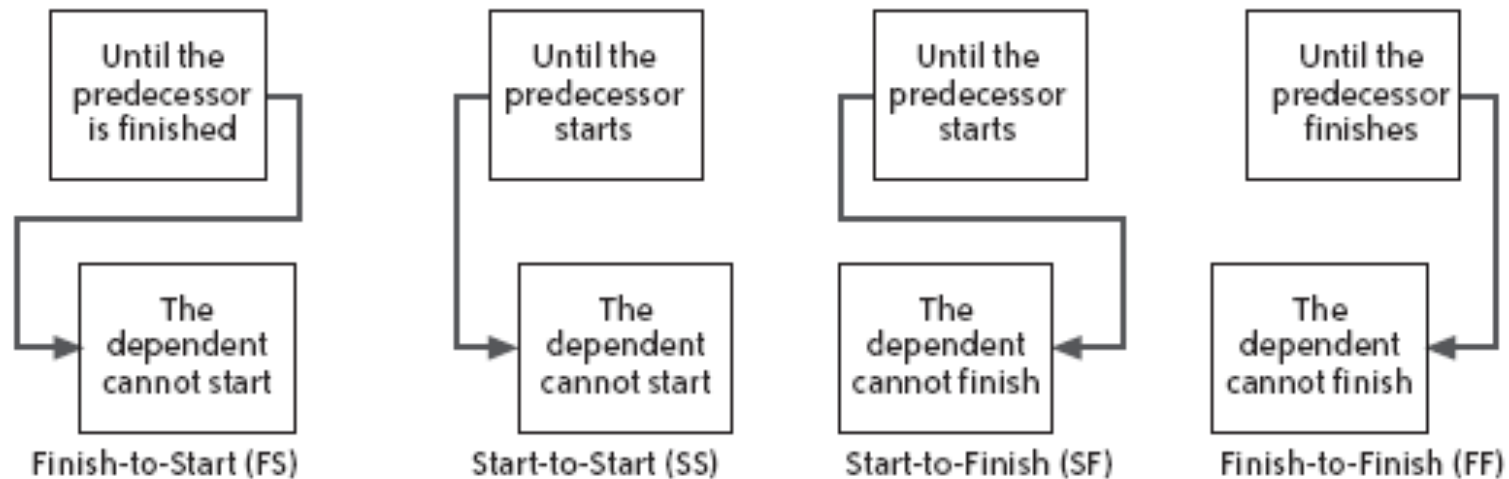 Until the
predecessor
is finished
The
dependent
cannot start
Finish-to-Start (FS)
Until the
predecessor
starts
The
dependent
cannot start
Start-to-Start (SS)
Until the
predecessor
starts
The
dependent
cannot finish
Start-to-Finish (SF)
Until the
predecessor
finishes
The
dependent
cannot finish
Finish-to-Finish (FF)